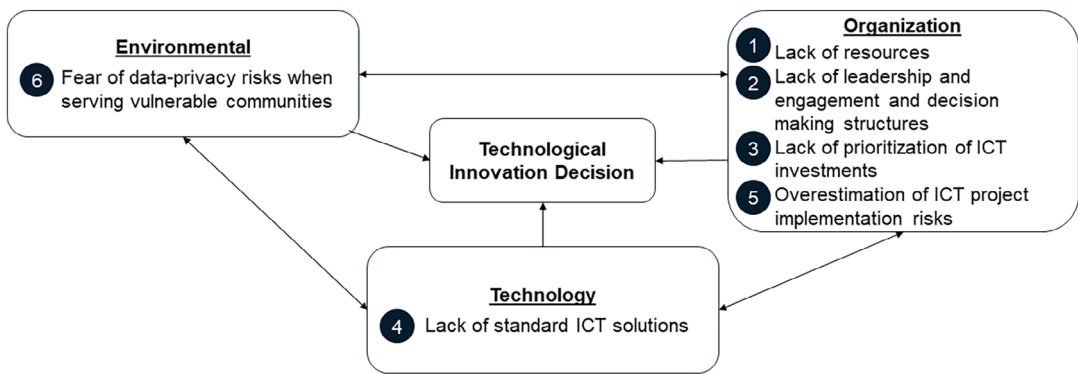 Environmental
6 Fear of data-privacy risks when
serving vulnerable communities
Organization
1 Lack of resources
2 Lack of leadership and
engagement and decision
making structures
3 Lack of prioritization of ICT
investments
5 Overestimation of ICT project
implementation risks
Technological
Innovation Decision
Technology
4 Lack of standard ICT solutions